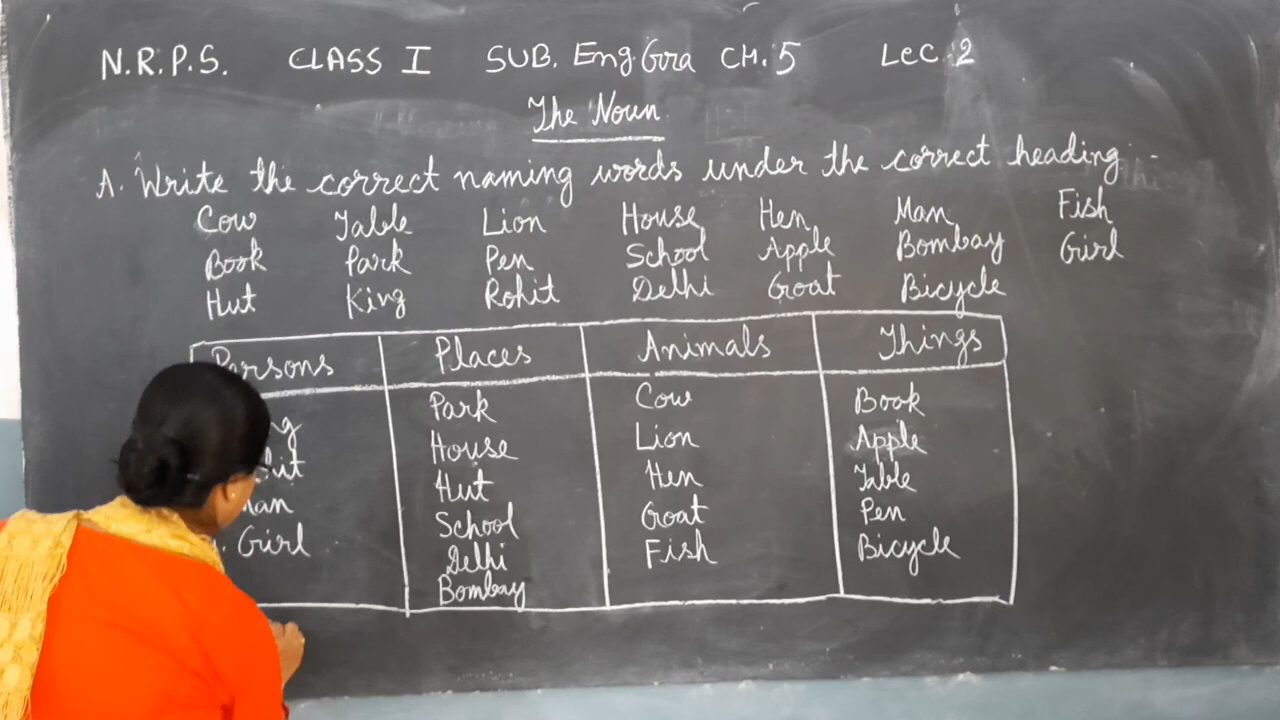 N.R.P.S. CLASS I SUB. Eng. Gra CH. 5 LeC. 2
The Noun
A. Write the correct naming words under the correct heading.
Cow Table Lion House Hen Man Fish
Book Park Pen School Apple Bombay Girl
Hut King Rohit Delhi Goat Bicycle
Persons Places Animals Things
Park Cow Book
House Lion Apple
Hut Hen Table
Girl School Goat Pen
Delhi Fish Bicycle
Bombay